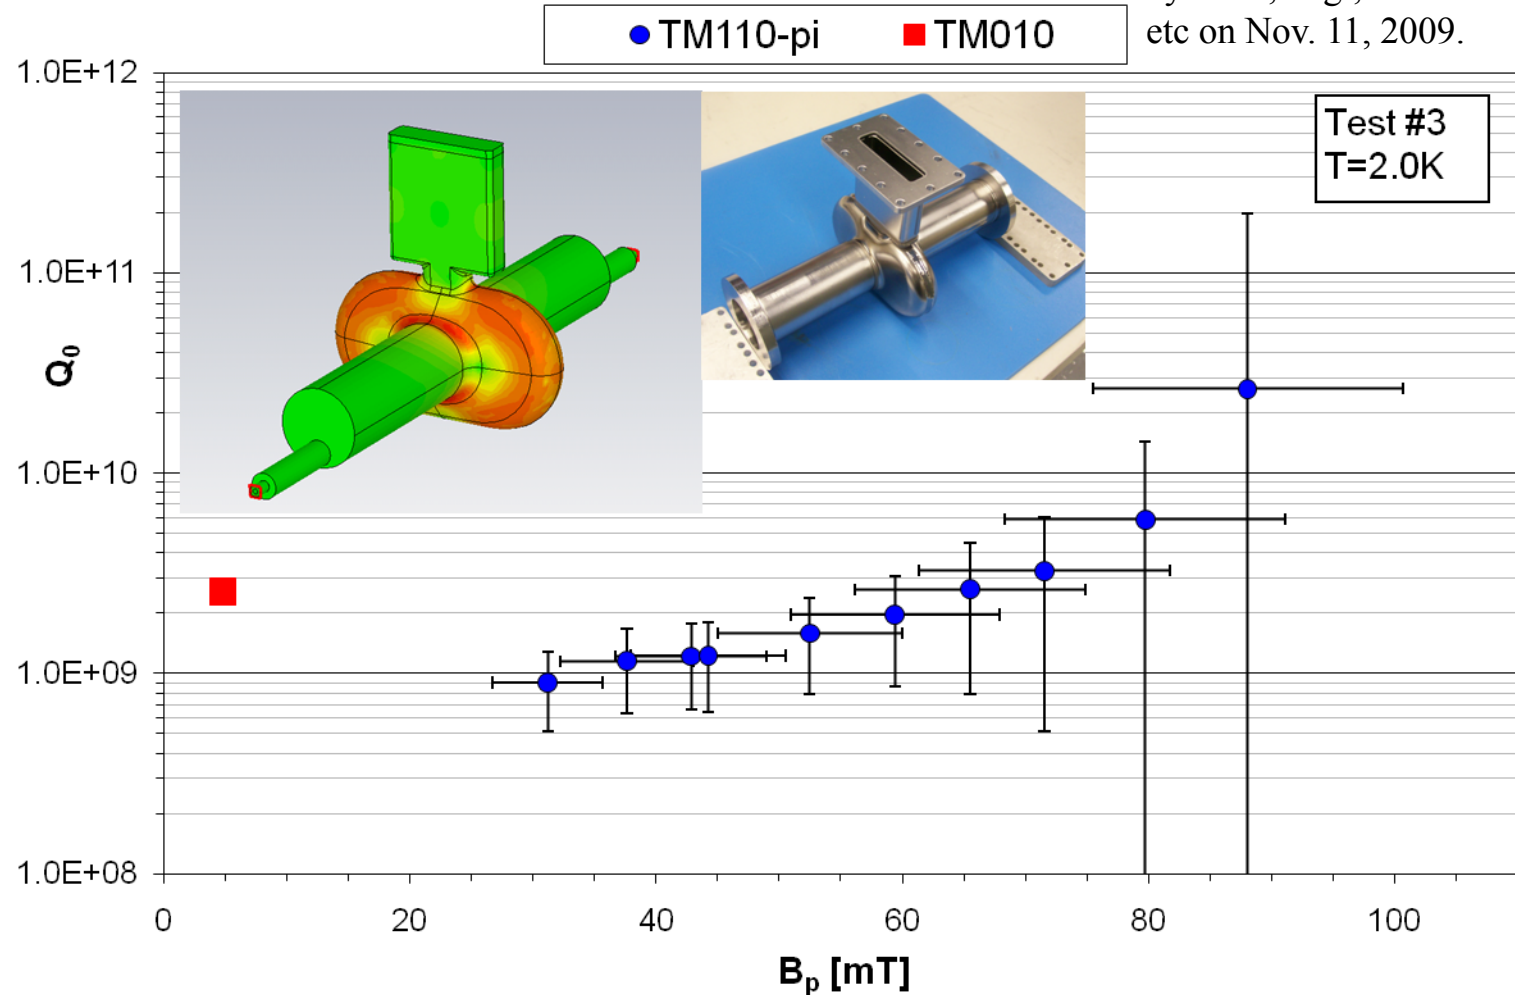 TM110-pi TM010
etc on Nov. 11, 2009.
Test #3
T=2.0K
1.0E+12
1.0E+11
1.0E+10
1.0E+09
1.0E+08
Q₀
0 20 40 60 80 100
Bₚ [mT]